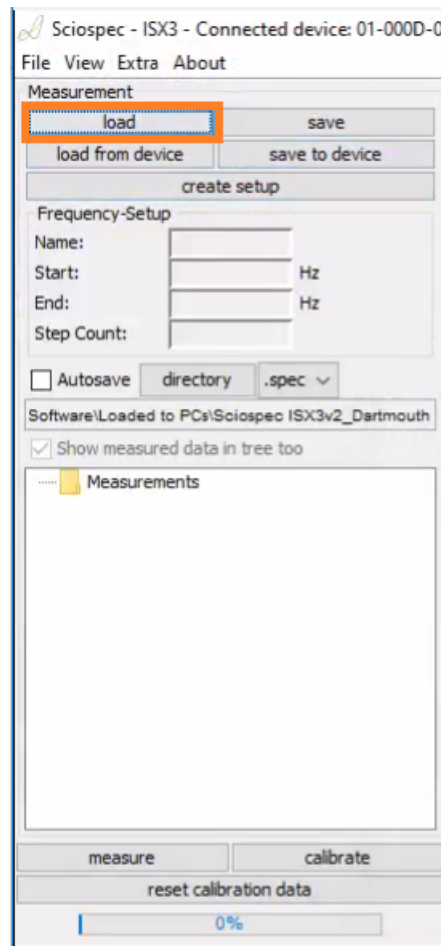 Sciospec - ISX3 - Connected device: 01-000D-0
File View Extra About
Measurement
load save
load from device save to device
create setup
Frequency-Setup
Name:
Start: Hz
End: Hz
Step Count:
Autosave directory .spec
Software\Loaded to PCs\Sciospec ISX3v2_Dartmouth
Show measured data in tree too
Measurements
measure calibrate
reset calibration data
0%